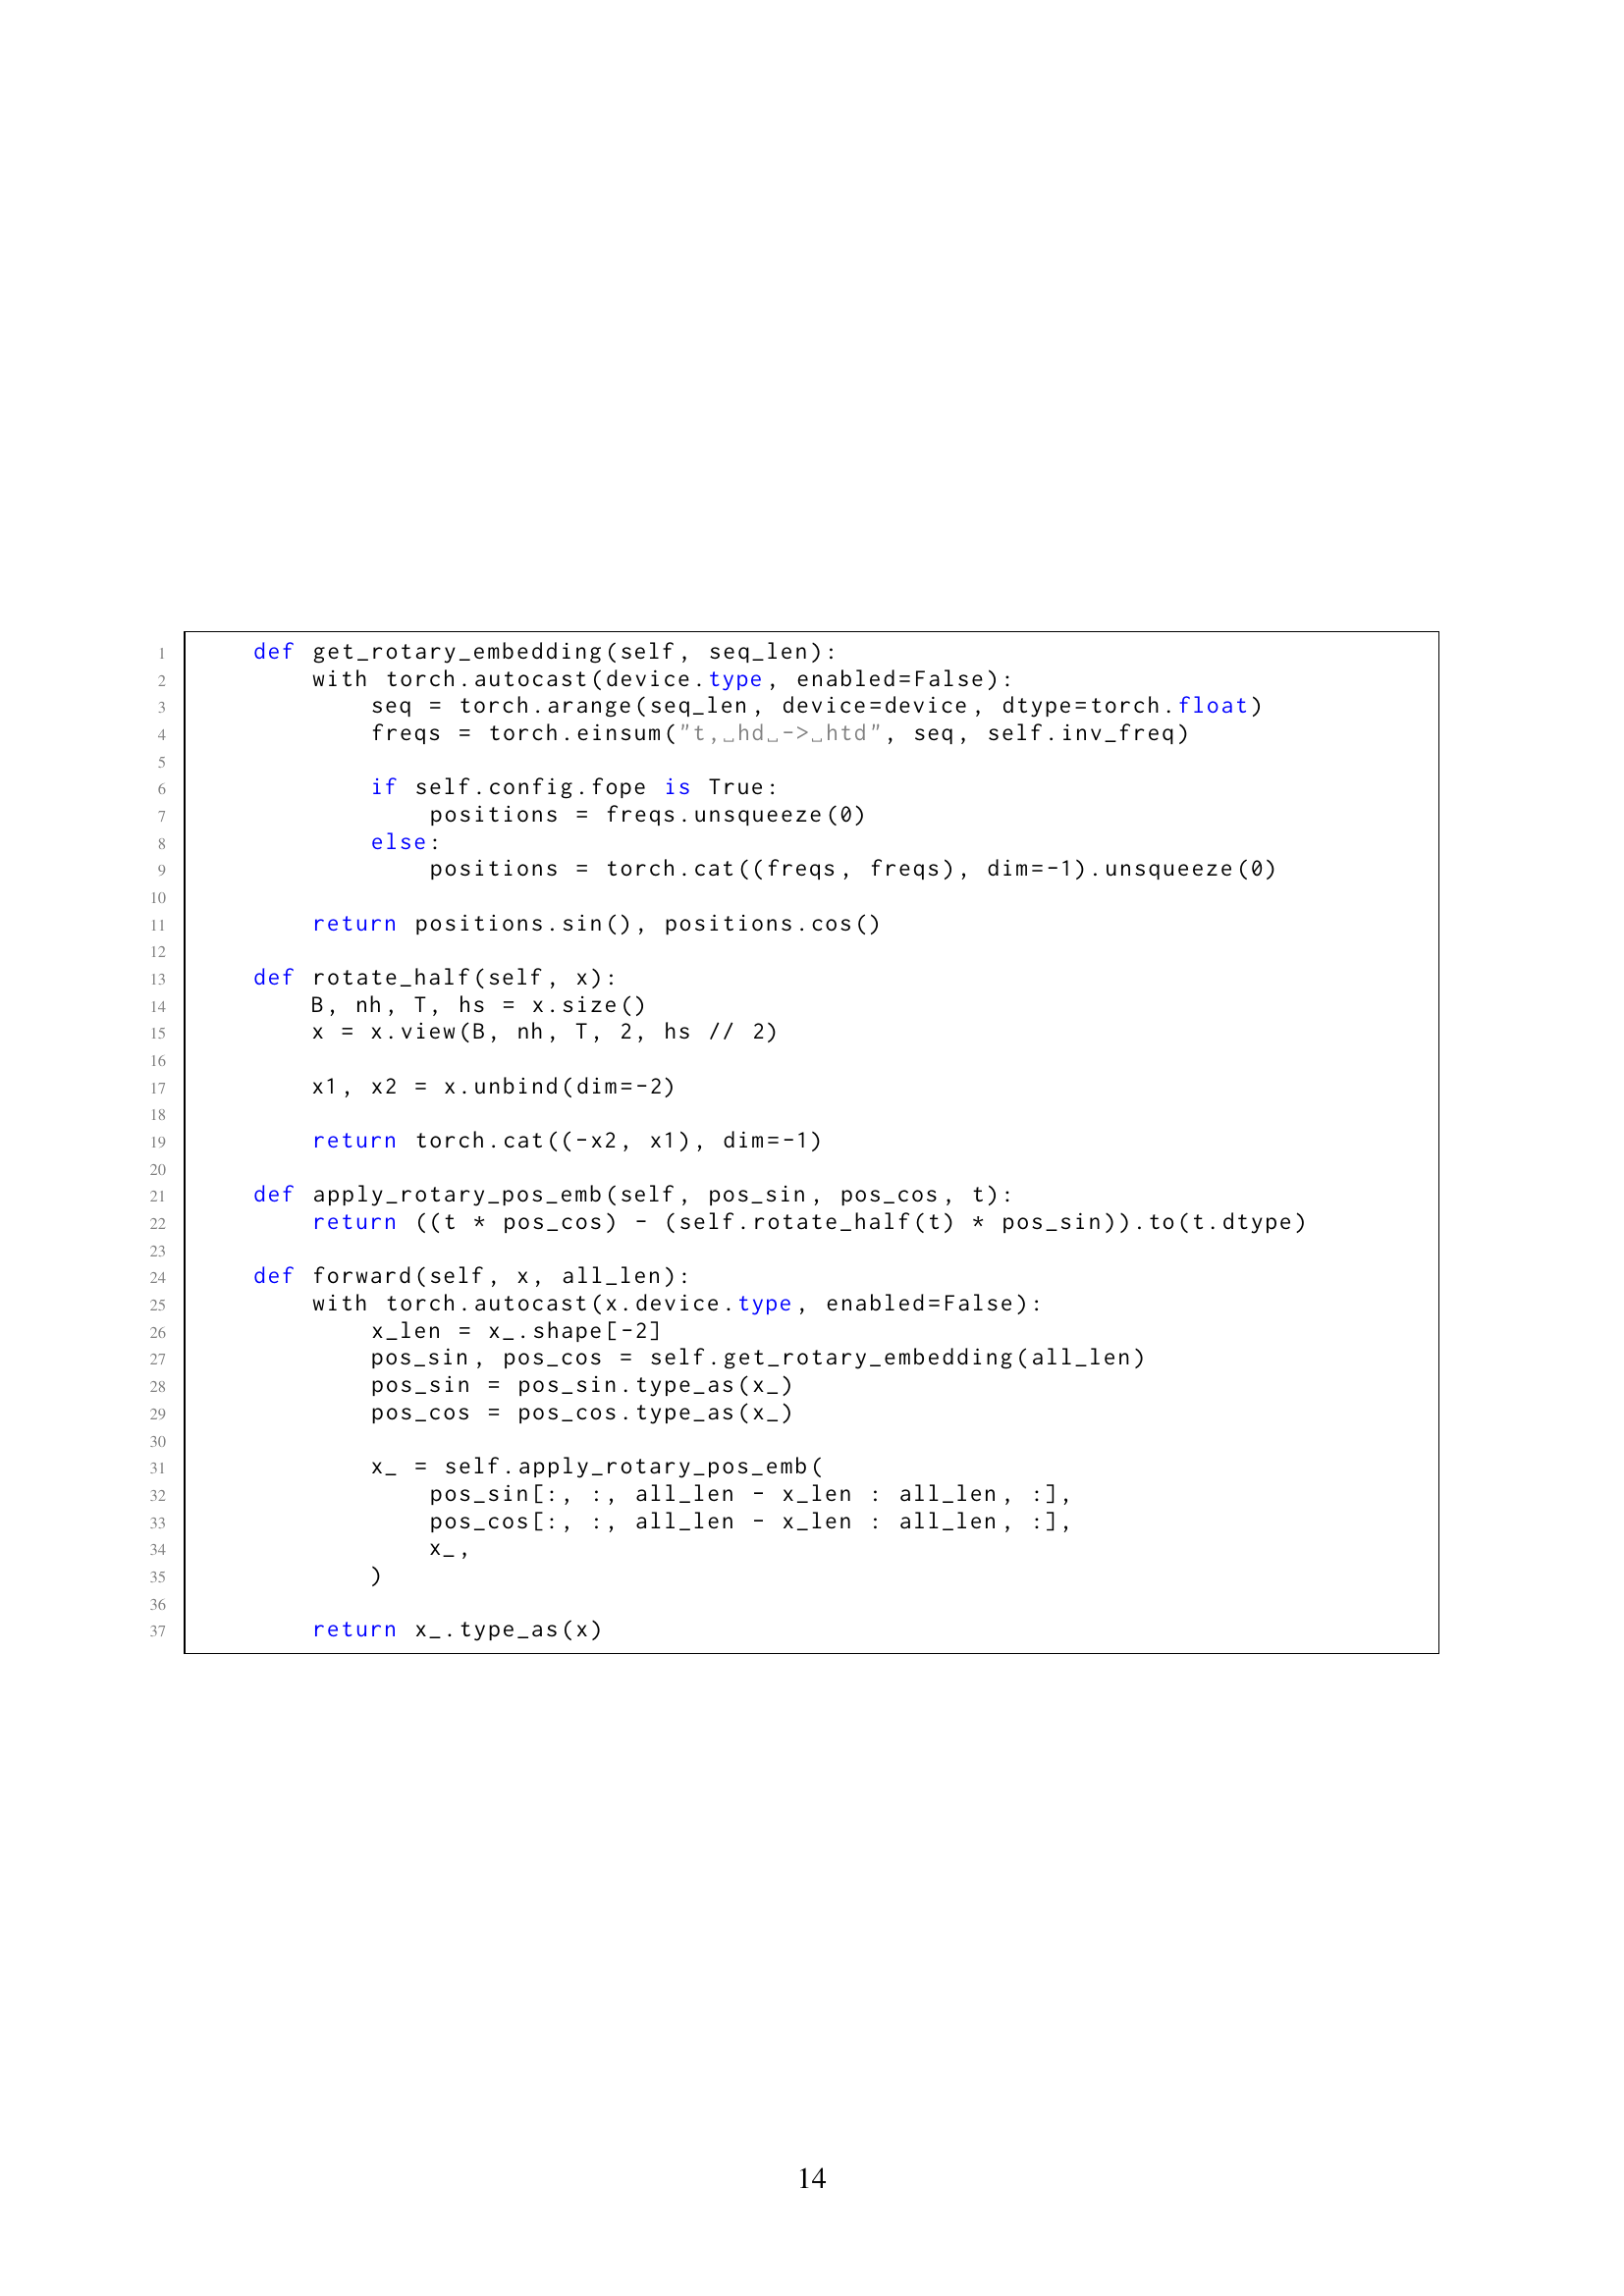 1 def get_rotary_embedding(self, seq_len):
2 with torch.autocast(device.type, enabled=False):
3 seq = torch.arange(seq_len, device=device, dtype=torch.float)
4 freqs = torch.einsum("t,␣hd␣->␣htd", seq, self.inv_freq)
5
6 if self.config.fope is True:
7 positions = freqs.unsqueeze(0)
8 else:
9 positions = torch.cat((freqs, freqs), dim=-1).unsqueeze(0)
10
11 return positions.sin(), positions.cos()
12
13 def rotate_half(self, x):
14 B, nh, T, hs = x.size()
15 x = x.view(B, nh, T, 2, hs // 2)
16
17 x1, x2 = x.unbind(dim=-2)
18
19 return torch.cat((-x2, x1), dim=-1)
20
21 def apply_rotary_pos_emb(self, pos_sin, pos_cos, t):
22 return ((t * pos_cos) - (self.rotate_half(t) * pos_sin)).to(t.dtype)
23
24 def forward(self, x, all_len):
25 with torch.autocast(x.device.type, enabled=False):
26 x_len = x_.shape[-2]
27 pos_sin, pos_cos = self.get_rotary_embedding(all_len)
28 pos_sin = pos_sin.type_as(x_)
29 pos_cos = pos_cos.type_as(x_)
30
31 x_ = self.apply_rotary_pos_emb(
32 pos_sin[:, :, all_len - x_len : all_len, :],
33 pos_cos[:, :, all_len - x_len : all_len, :],
34 x_,
35 )
36
37 return x_.type_as(x)
14